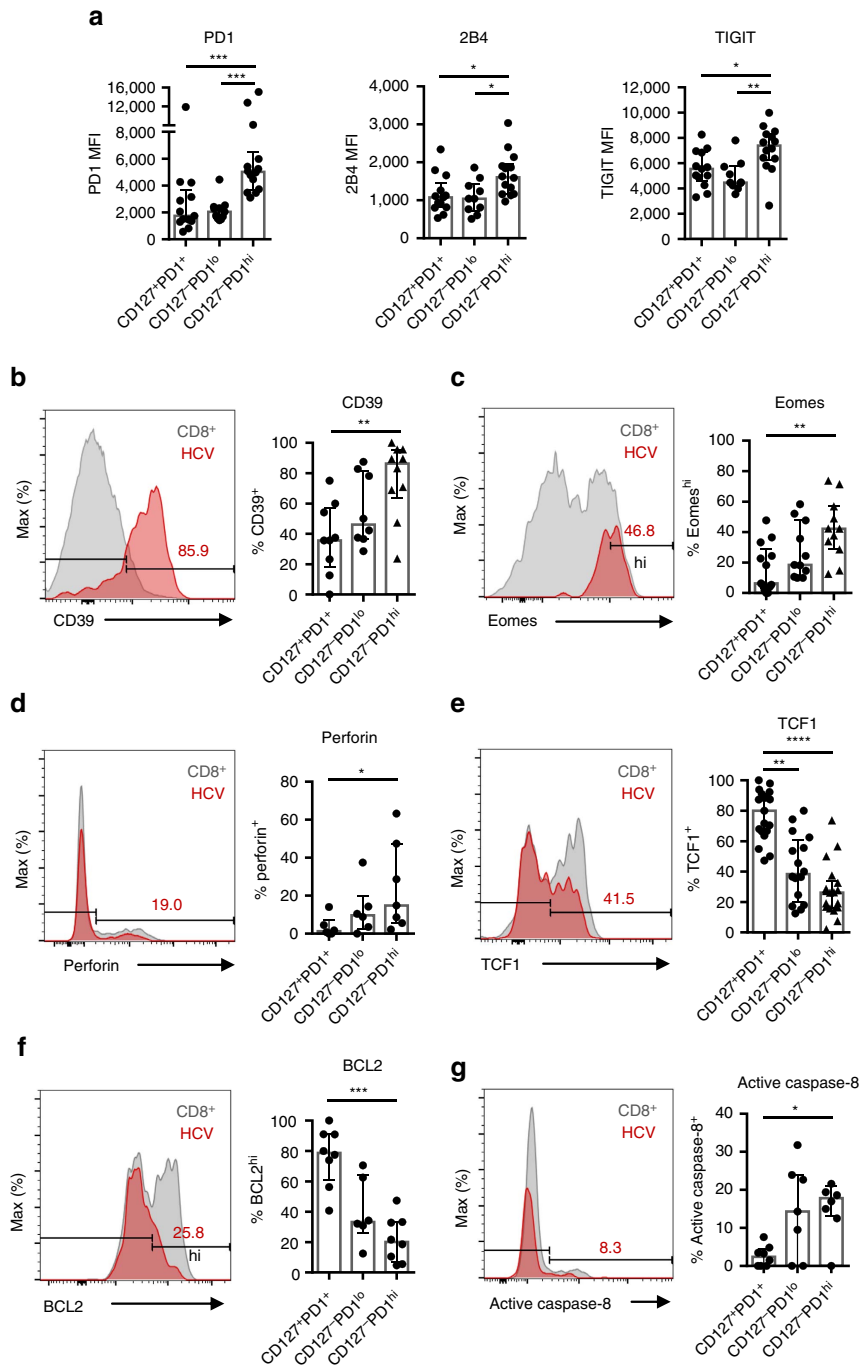 a
PD1
2B4
TIGIT
***
***
*
*
*
**
PD1 MFI
16,000
12,000
8,000
6,000
4,000
2,000
0
2B4 MFI
4,000
3,000
2,000
1,000
0
TIGIT MFI
12,000
10,000
8,000
6,000
4,000
2,000
0
CD127⁺PD1⁺
CD127⁻PD1ˡᵒ
CD127⁻PD1ʰⁱ
CD127⁺PD1⁺
CD127⁻PD1ˡᵒ
CD127⁻PD1ʰⁱ
CD127⁺PD1⁺
CD127⁻PD1ˡᵒ
CD127⁻PD1ʰⁱ
b
Max (%)
CD8⁺
HCV
85.9
CD39
CD39
**
% CD39⁺
100
80
60
40
20
0
CD127⁺PD1⁺
CD127⁻PD1ˡᵒ
CD127⁻PD1ʰⁱ
c
Max (%)
CD8⁺
HCV
46.8
hi
Eomes
Eomes
**
% Eomesʰⁱ
100
80
60
40
20
0
CD127⁺PD1⁺
CD127⁻PD1ˡᵒ
CD127⁻PD1ʰⁱ
d
Max (%)
CD8⁺
HCV
19.0
Perforin
Perforin
*
% perforin⁺
80
60
40
20
0
CD127⁺PD1⁺
CD127⁻PD1ˡᵒ
CD127⁻PD1ʰⁱ
e
Max (%)
CD8⁺
HCV
41.5
TCF1
TCF1
****
**
% TCF1⁺
100
80
60
40
20
0
CD127⁺PD1⁺
CD127⁻PD1ˡᵒ
CD127⁻PD1ʰⁱ
f
Max (%)
CD8⁺
HCV
25.8
hi
BCL2
BCL2
***
% BCL2ʰⁱ
100
80
60
40
20
0
CD127⁺PD1⁺
CD127⁻PD1ˡᵒ
CD127⁻PD1ʰⁱ
g
Max (%)
CD8⁺
HCV
8.3
Active caspase-8
Active caspase-8
*
% Active caspase-8⁺
40
30
20
10
0
CD127⁺PD1⁺
CD127⁻PD1ˡᵒ
CD127⁻PD1ʰⁱ